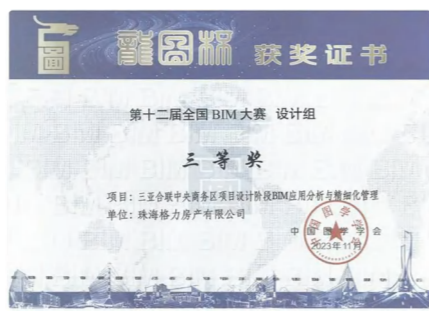 龍圖杯 获奖证书
第十二届全国 BIM 大赛 设计组
三等奖
项目：三亚合联中央商务区项目设计阶段BIM应用分析与精细化管理
单位：珠海格力房产有限公司
中国图学学会
2023年11月